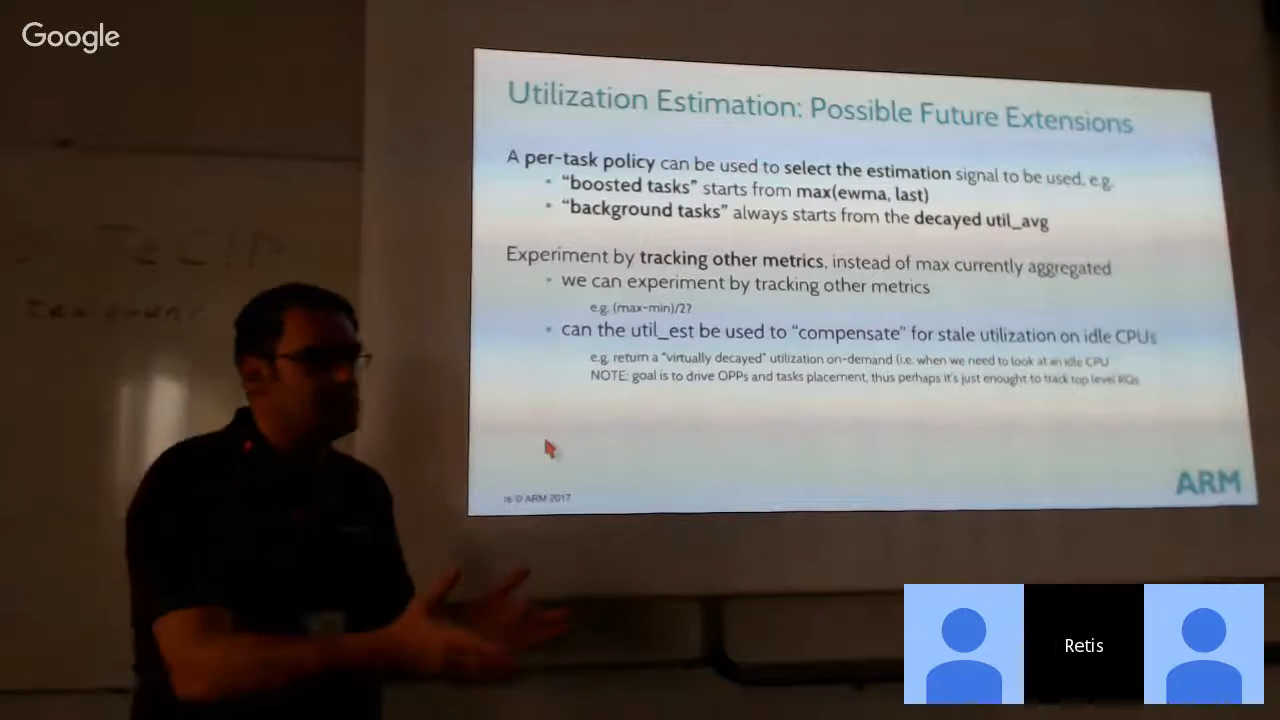 Google
Utilization Estimation: Possible Future Extensions
A per-task policy can be used to select the estimation signal to be used, e.g.
"boosted tasks" starts from max(ewma, last)
"background tasks" always starts from the decayed util_avg
Experiment by tracking other metrics, instead of max currently aggregated
we can experiment by tracking other metrics
e.g. (max-min)/2?
can the util_est be used to "compensate" for stale utilization on idle CPUs
e.g. return a "virtually decayed" utilization on-demand (i.e. when we need to look at an idle CPU
NOTE: goal is to drive OPPs and tasks placement, thus perhaps it's just enought to track top level RQs
16 © ARM 2017
ARM
TeCIP
Retis